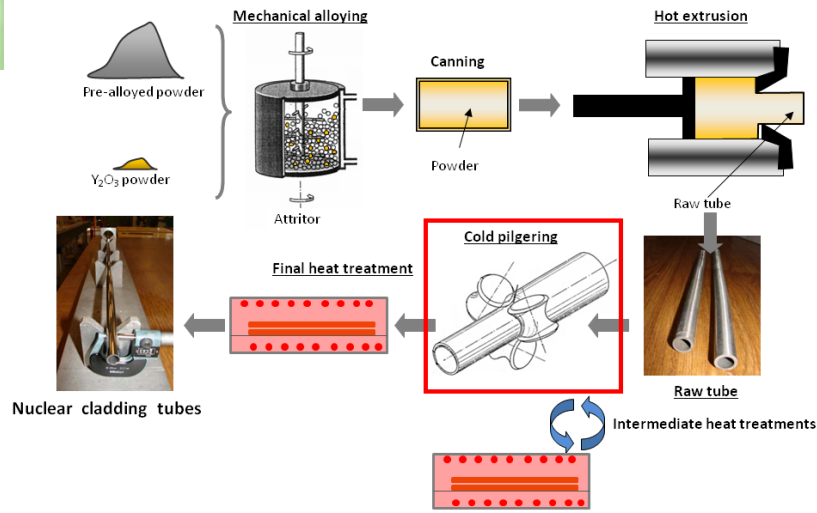 Mechanical alloying
Hot extrusion
Canning
Pre-alloyed powder
Powder
Y₂O₃ powder
Attritor
Raw tube
Cold pilgering
Final heat treatment
Raw tube
Nuclear cladding tubes
Intermediate heat treatments